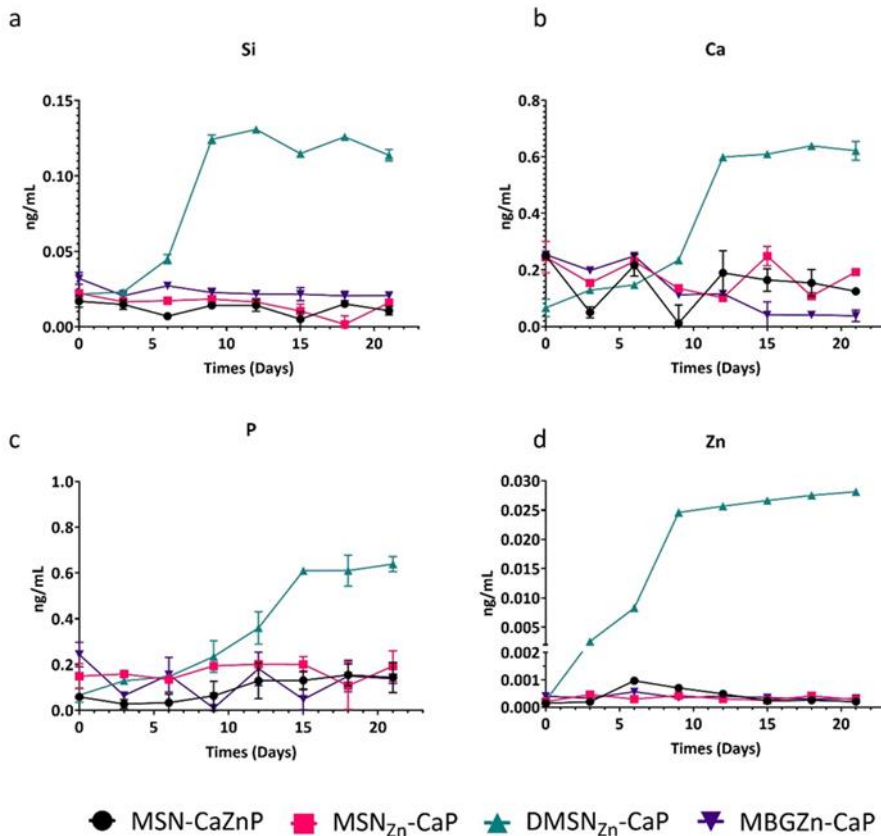 a
Si
ng/mL
0.15
0.10
0.05
0.00
0 5 10 15 20
Times (Days)
b
Ca
ng/mL
0.8
0.6
0.4
0.2
0.0
0 5 10 15 20
Times (Days)
c
P
ng/mL
1.0
0.8
0.6
0.4
0.2
0.0
0 5 10 15 20
Times (Days)
d
Zn
ng/mL
0.030
0.025
0.020
0.015
0.010
0.005
0.002
0.001
0.000
0 5 10 15 20
Times (Days)
MSN-CaZnP MSNZn-CaP DMSNZn-CaP MBGZn-CaP